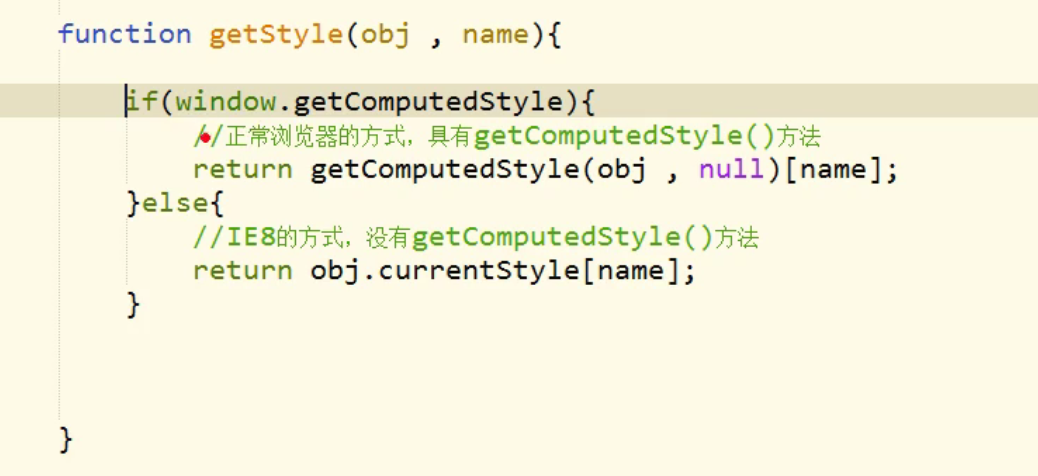 function getStyle(obj , name){
if(window.getComputedStyle){
//正常浏览器的方式，具有getComputedStyle()方法
return getComputedStyle(obj , null)[name];
}else{
//IE8的方式，没有getComputedStyle()方法
return obj.currentStyle[name];
}
}